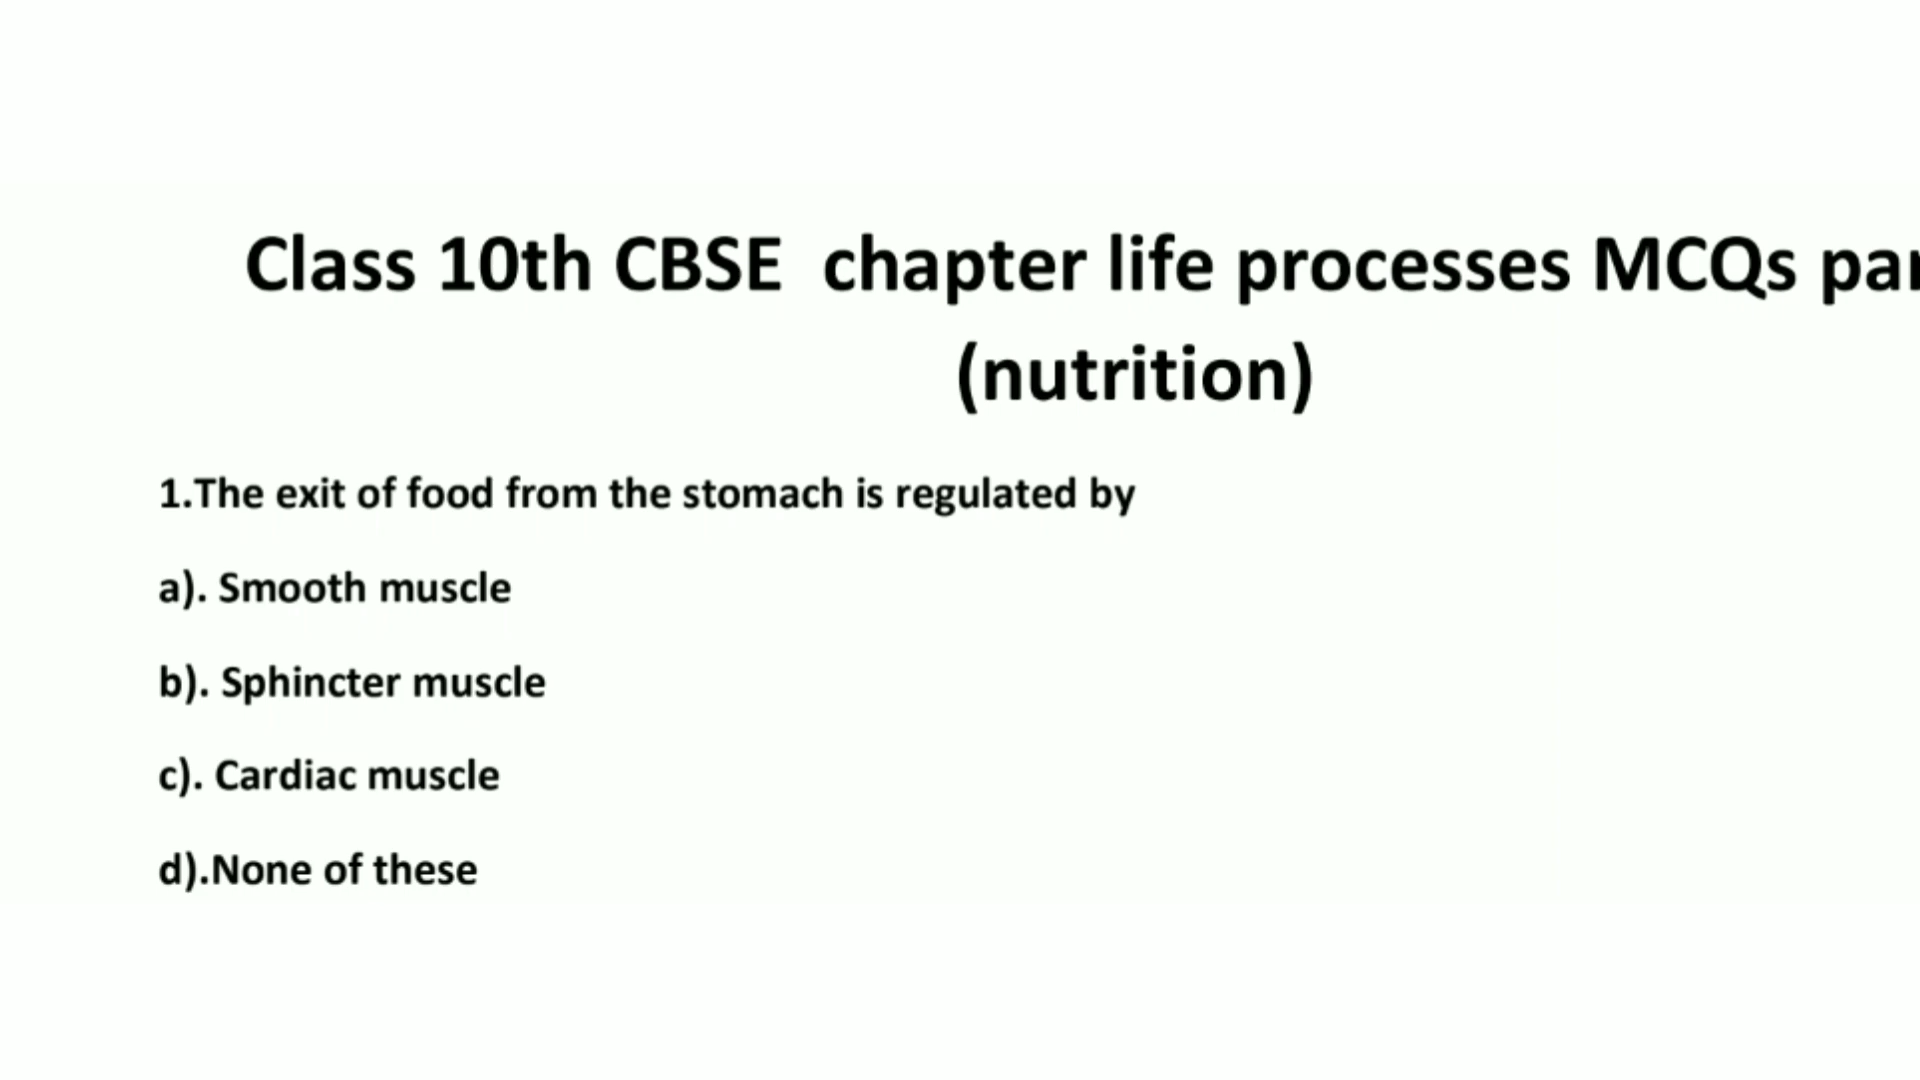 Class 10th CBSE  chapter life processes MCQs
(nutrition)
1.The exit of food from the stomach is regulated by
a). Smooth muscle
b). Sphincter muscle
c). Cardiac muscle
d).None of these